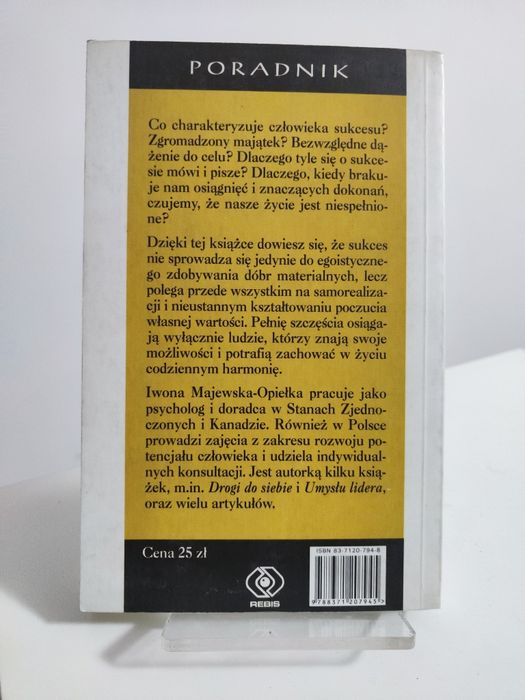 PORADNIK
Co charakteryzuje człowieka sukcesu?
Zgromadzony majątek? Bezwzględne dą-
żenie do celu? Dlaczego tyle się o sukce-
sie mówi i pisze? Dlaczego, kiedy braku-
je nam osiągnięć i znaczących dokonań,
czujemy, że nasze życie jest niespełnio-
ne?
Dzięki tej książce dowiesz się, że sukces
nie sprowadza się jedynie do egoistyczne-
go zdobywania dóbr materialnych, lecz
polega przede wszystkim na samorealiza-
cji i nieustannym kształtowaniu poczucia
własnej wartości. Pełnię szczęścia osiąga-
ją wyłącznie ludzie, którzy znają swoje
możliwości i potrafią zachować w życiu
codziennym harmonię.
Iwona Majewska-Opiełka pracuje jako
psycholog i doradca w Stanach Zjedno-
czonych i Kanadzie. Również w Polsce
prowadzi zajęcia z zakresu rozwoju po-
tencjału człowieka i udziela indywidual-
nych konsultacji. Jest autorką kilku ksią-
żek, m.in. Drogi do siebie i Umysłu lidera,
oraz wielu artykułów.
Cena 25 zł
REBIS
ISBN 83-7120-794-8
9 788371 207945